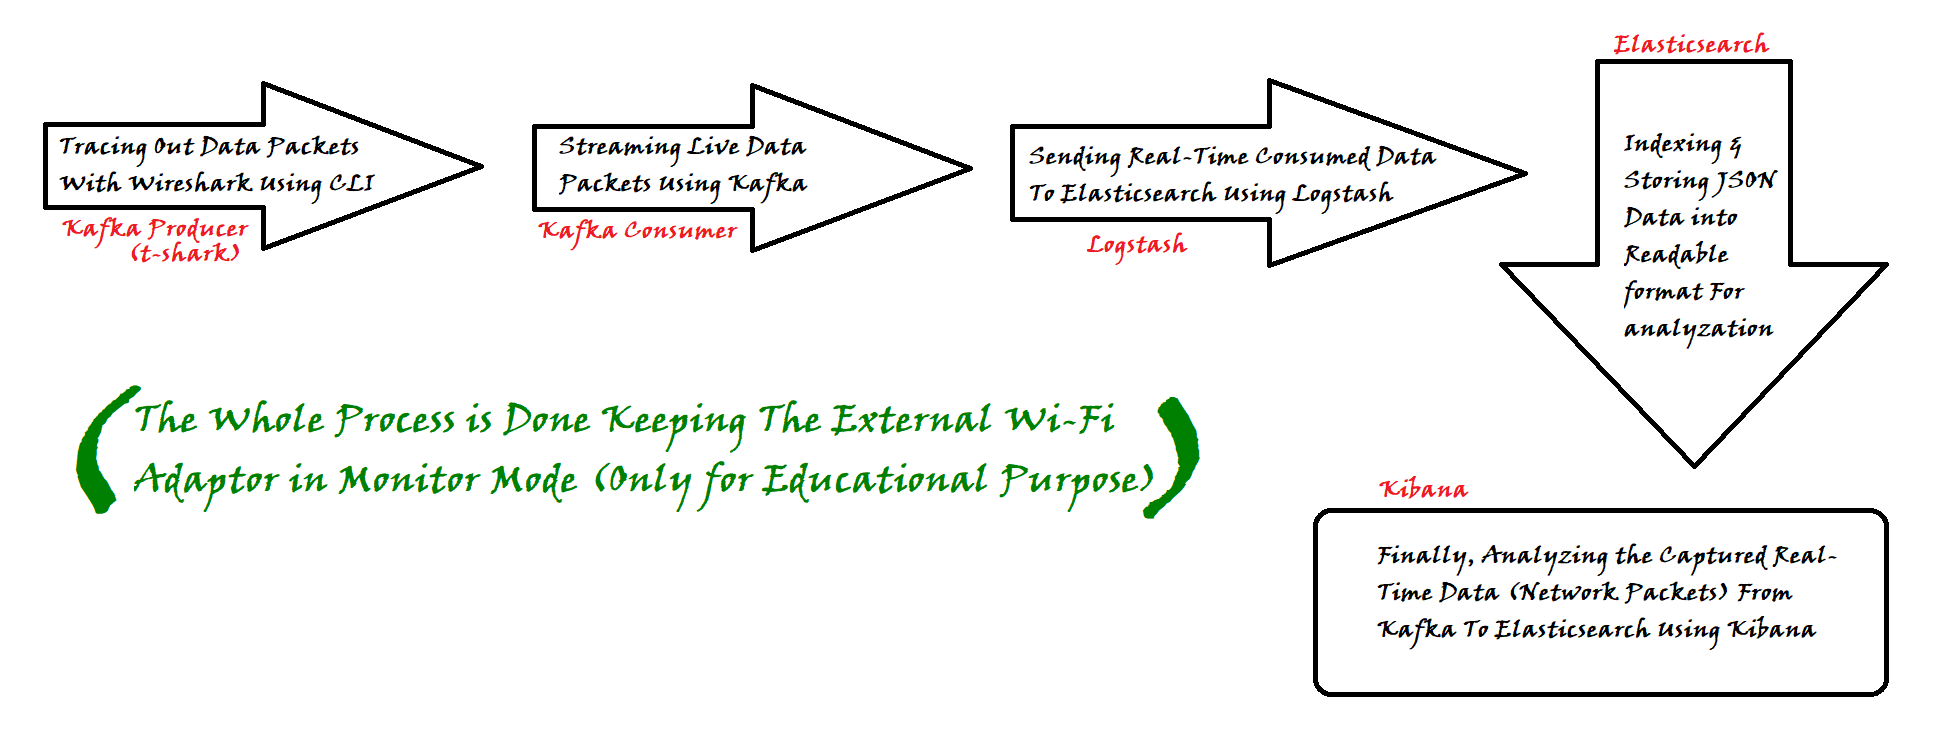 Tracing Out Data Packets
With Wireshark Using CLI
Kafka Producer
(t-shark)
Streaming Live Data
Packets Using Kafka
Kafka Consumer
Sending Real-Time Consumed Data
To Elasticsearch Using Logstash
Logstash
Elasticsearch
Indexing &
Storing JSON
Data into
Readable
format For
analyzation
(The Whole Process is Done Keeping The External Wi-Fi
Adaptor in Monitor Mode (Only for Educational Purpose))
Kibana
Finally, Analyzing the Captured Real-
Time Data (Network Packets) From
Kafka To Elasticsearch Using Kibana